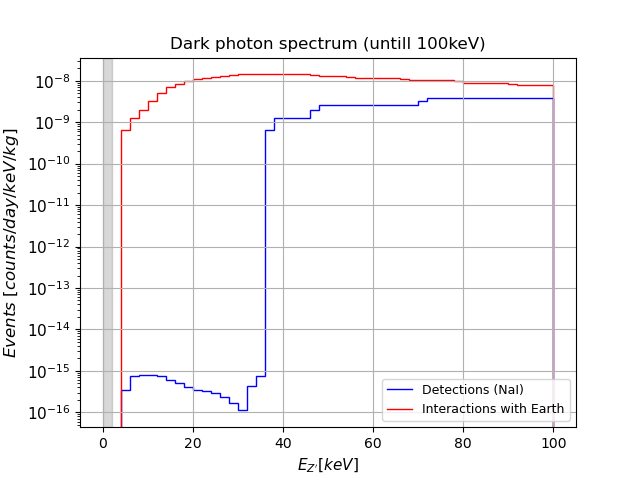 Dark photon spectrum (untill 100keV)
Events [counts/day/keV/kg]
10⁻⁸
10⁻⁹
10⁻¹⁰
10⁻¹¹
10⁻¹²
10⁻¹³
10⁻¹⁴
10⁻¹⁵
10⁻¹⁶
Detections (NaI)
Interactions with Earth
0 20 40 60 80 100
E_Z′[keV]